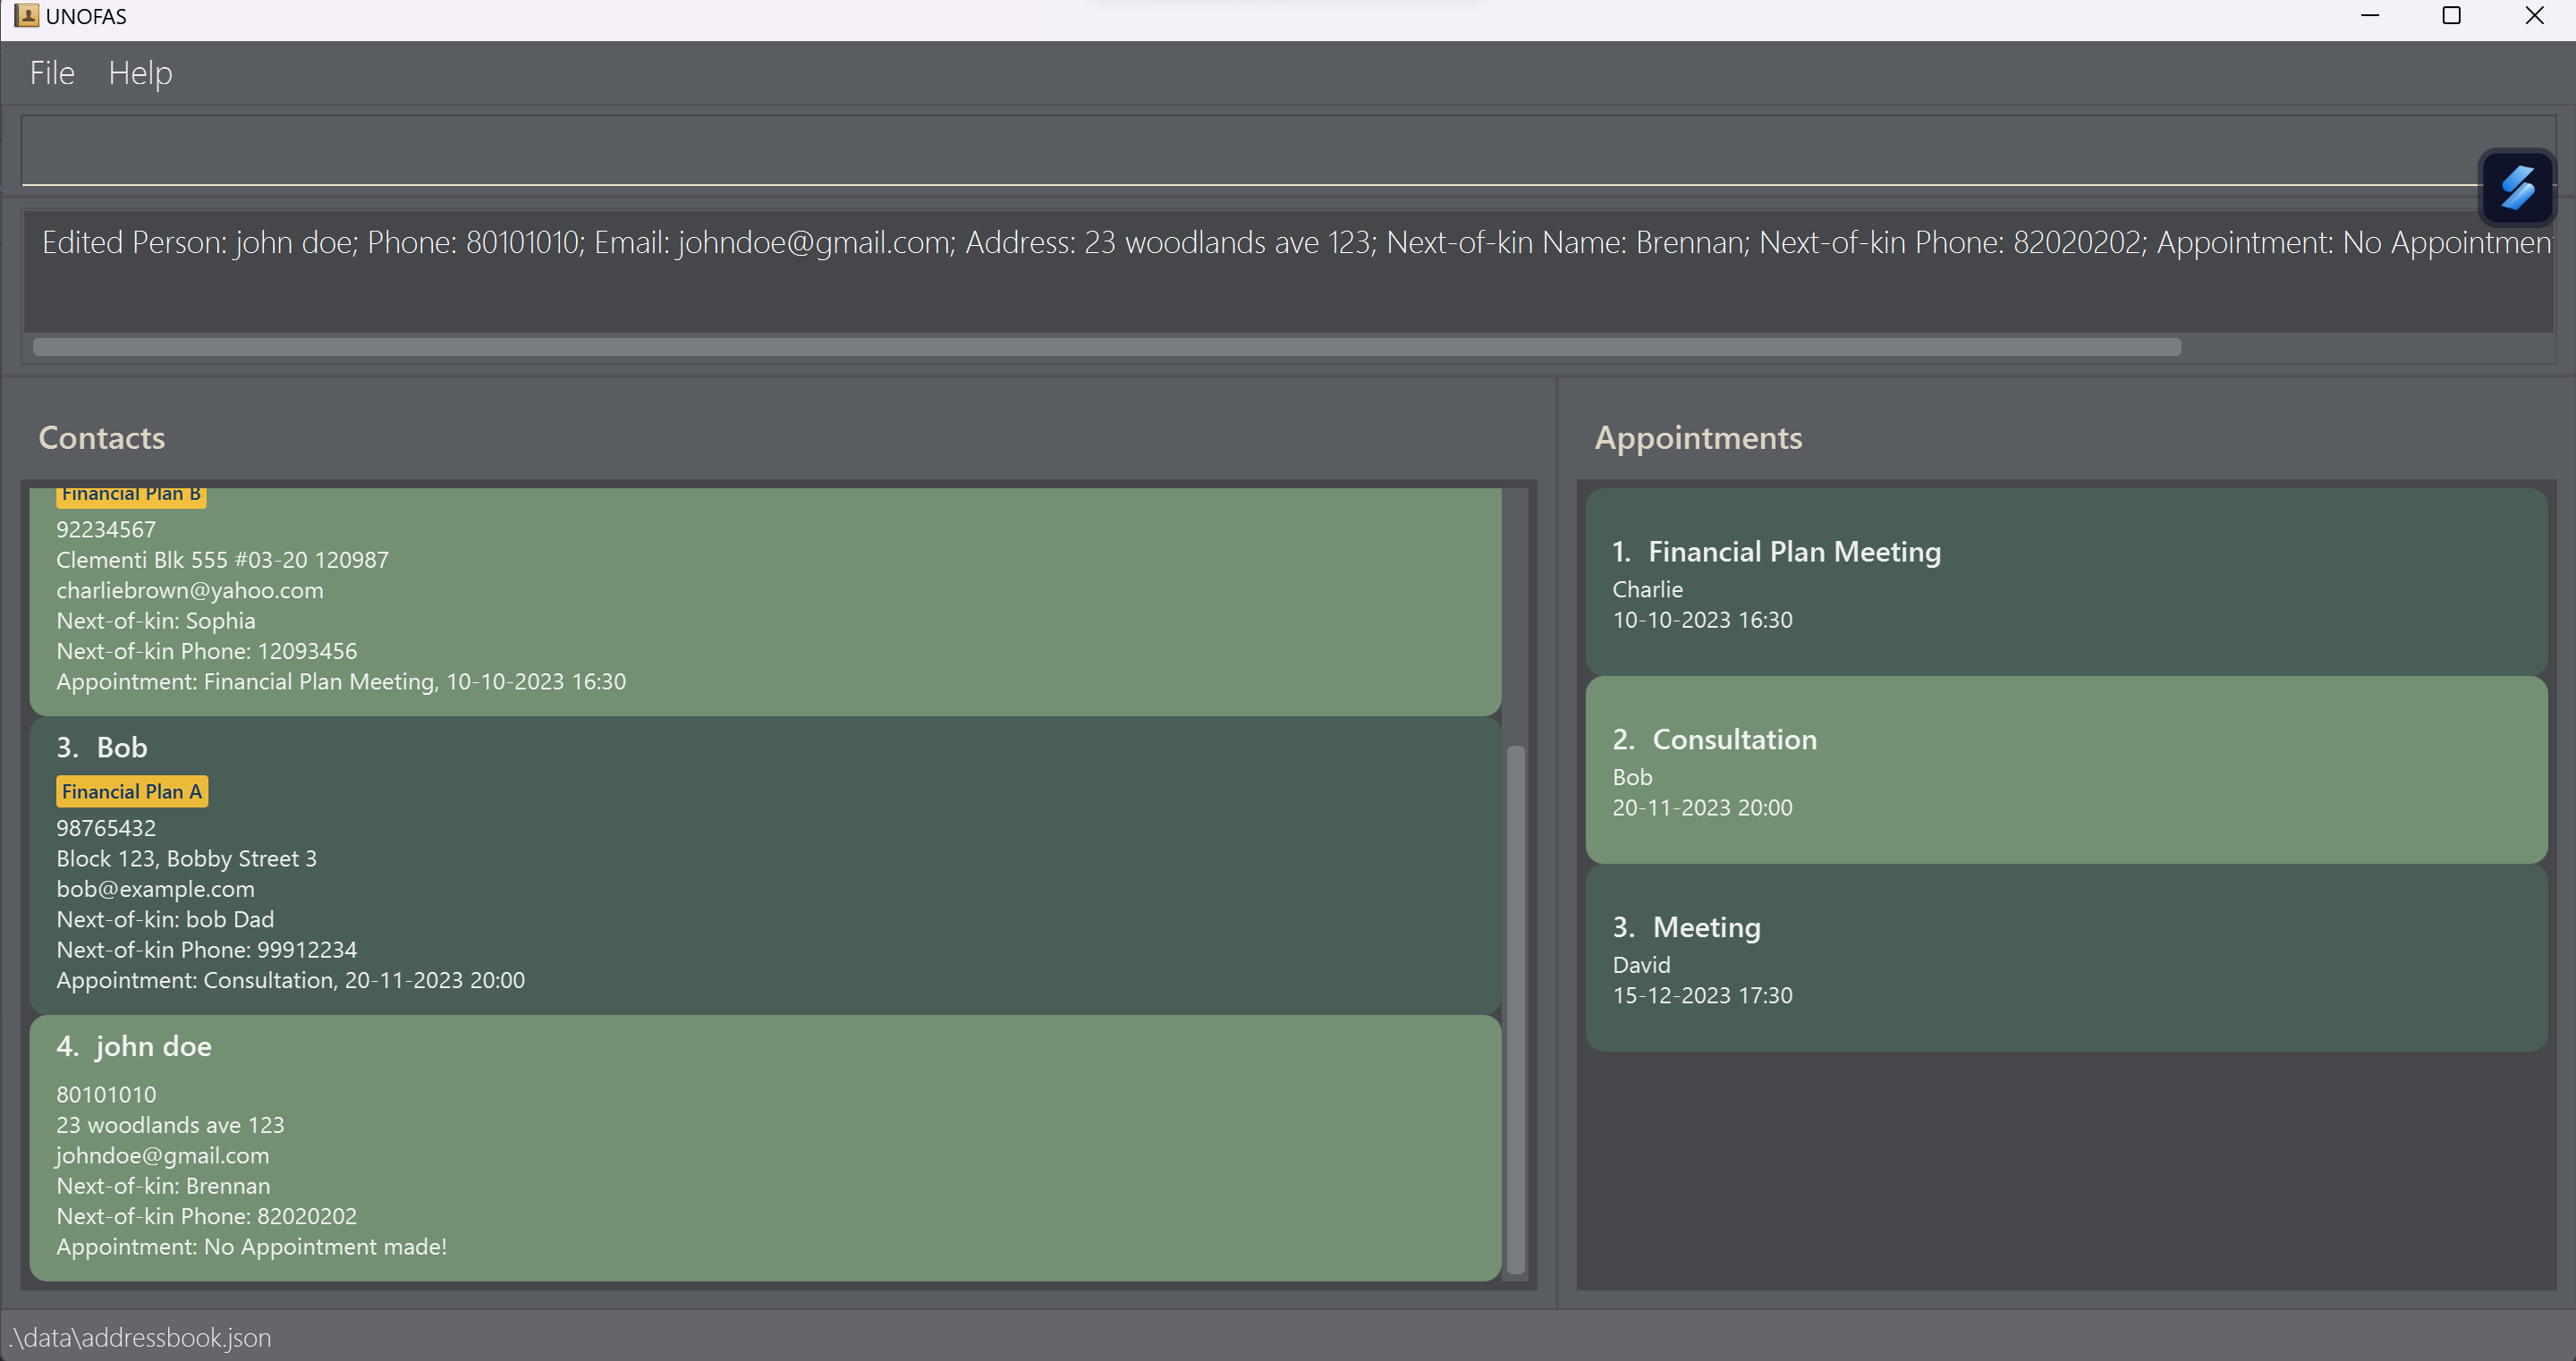 UNOFAS
File Help
Edited Person: john doe; Phone: 80101010; Email: johndoe@gmail.com; Address: 23 woodlands ave 123; Next-of-kin Name: Brennan; Next-of-kin Phone: 82020202; Appointment: No Appointmen
Contacts
Financial Plan B
92234567
Clementi Blk 555 #03-20 120987
charliebrown@yahoo.com
Next-of-kin: Sophia
Next-of-kin Phone: 12093456
Appointment: Financial Plan Meeting, 10-10-2023 16:30
3. Bob
Financial Plan A
98765432
Block 123, Bobby Street 3
bob@example.com
Next-of-kin: bob Dad
Next-of-kin Phone: 99912234
Appointment: Consultation, 20-11-2023 20:00
4. john doe
80101010
23 woodlands ave 123
johndoe@gmail.com
Next-of-kin: Brennan
Next-of-kin Phone: 82020202
Appointment: No Appointment made!
Appointments
1. Financial Plan Meeting
Charlie
10-10-2023 16:30
2. Consultation
Bob
20-11-2023 20:00
3. Meeting
David
15-12-2023 17:30
.\data\addressbook.json